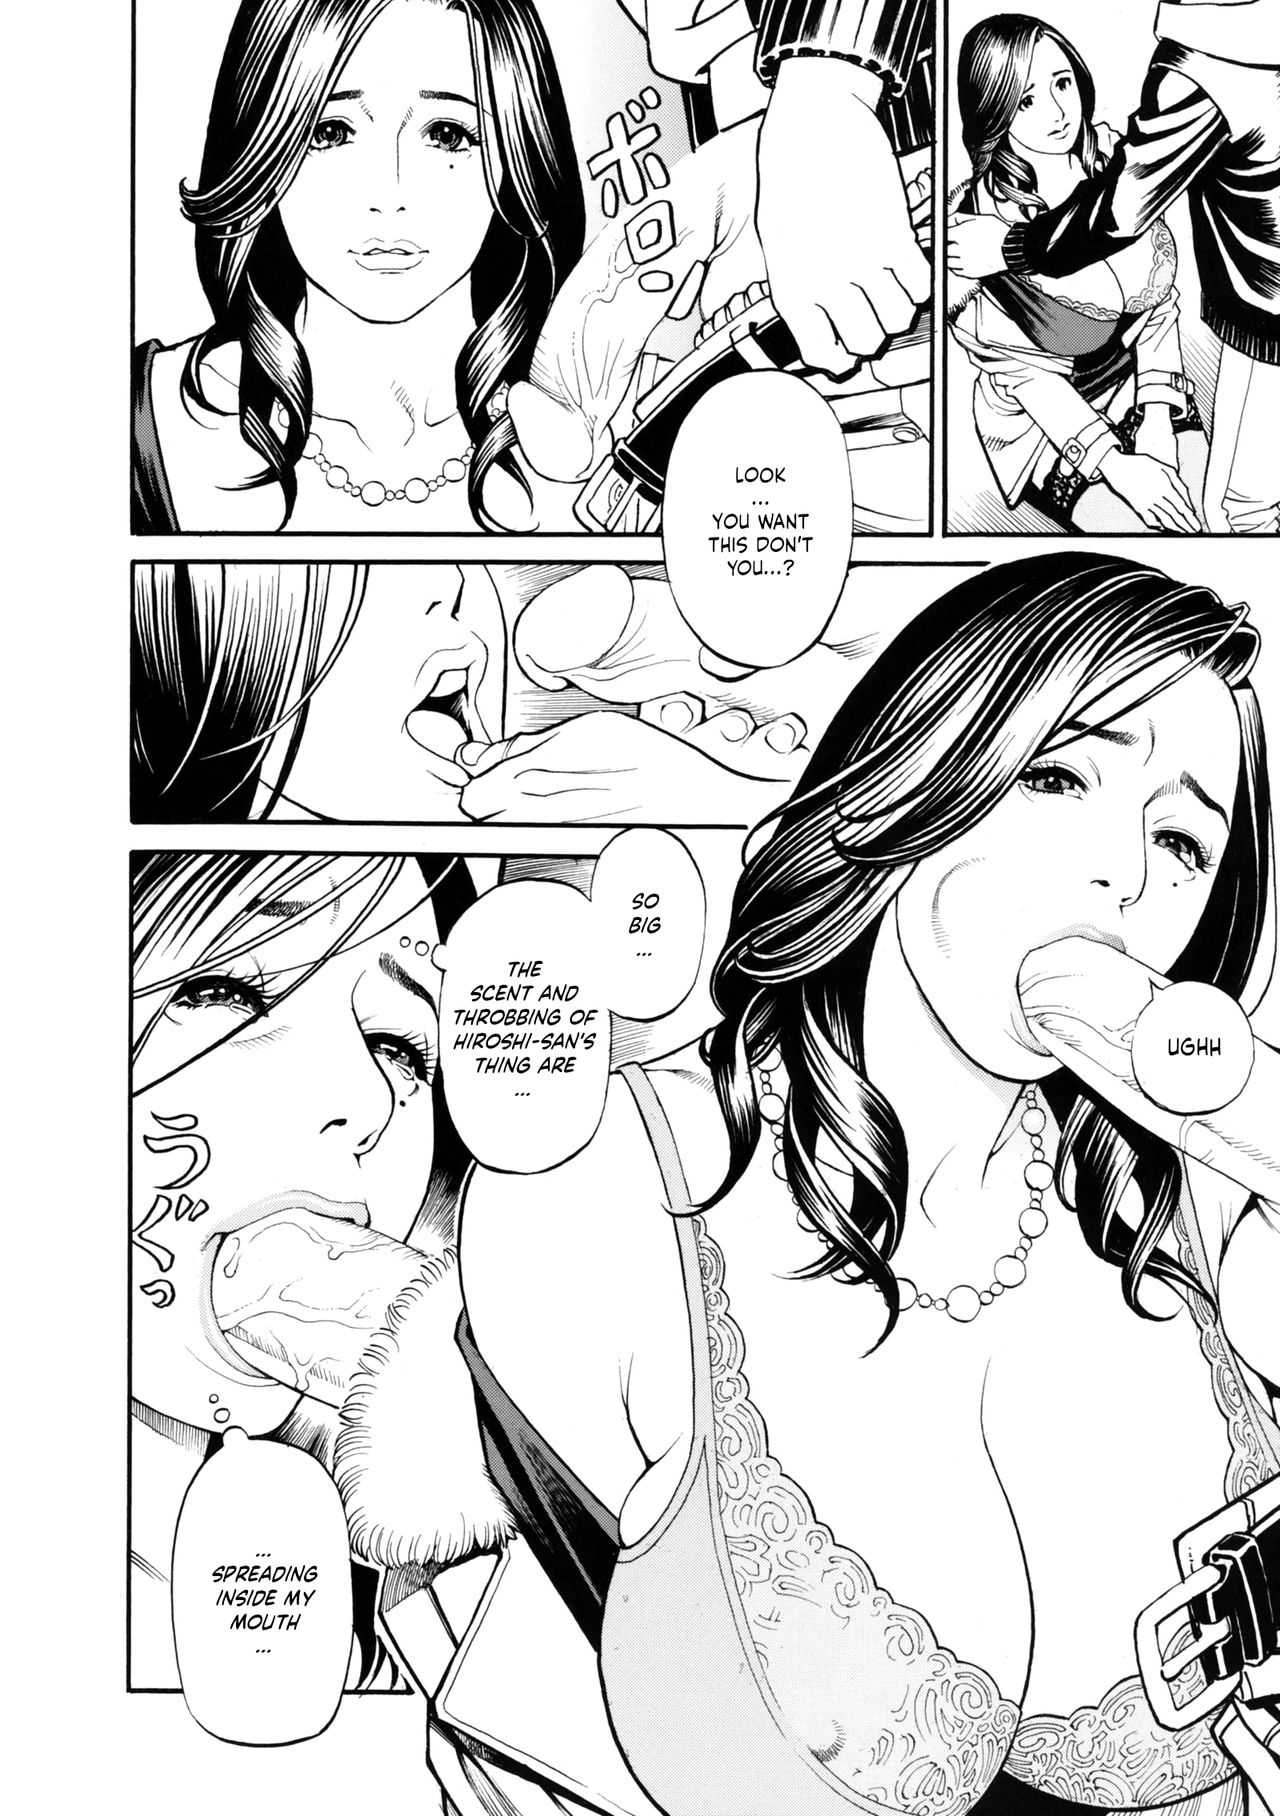 ボロン
LOOK
...
YOU WANT
THIS DON'T
YOU...?
SO
BIG
...
UGHH
THE
SCENT AND
THROBBING OF
HIROSHI-SAN'S
THING ARE
...
うぐっ
...
SPREADING
INSIDE MY
MOUTH
...